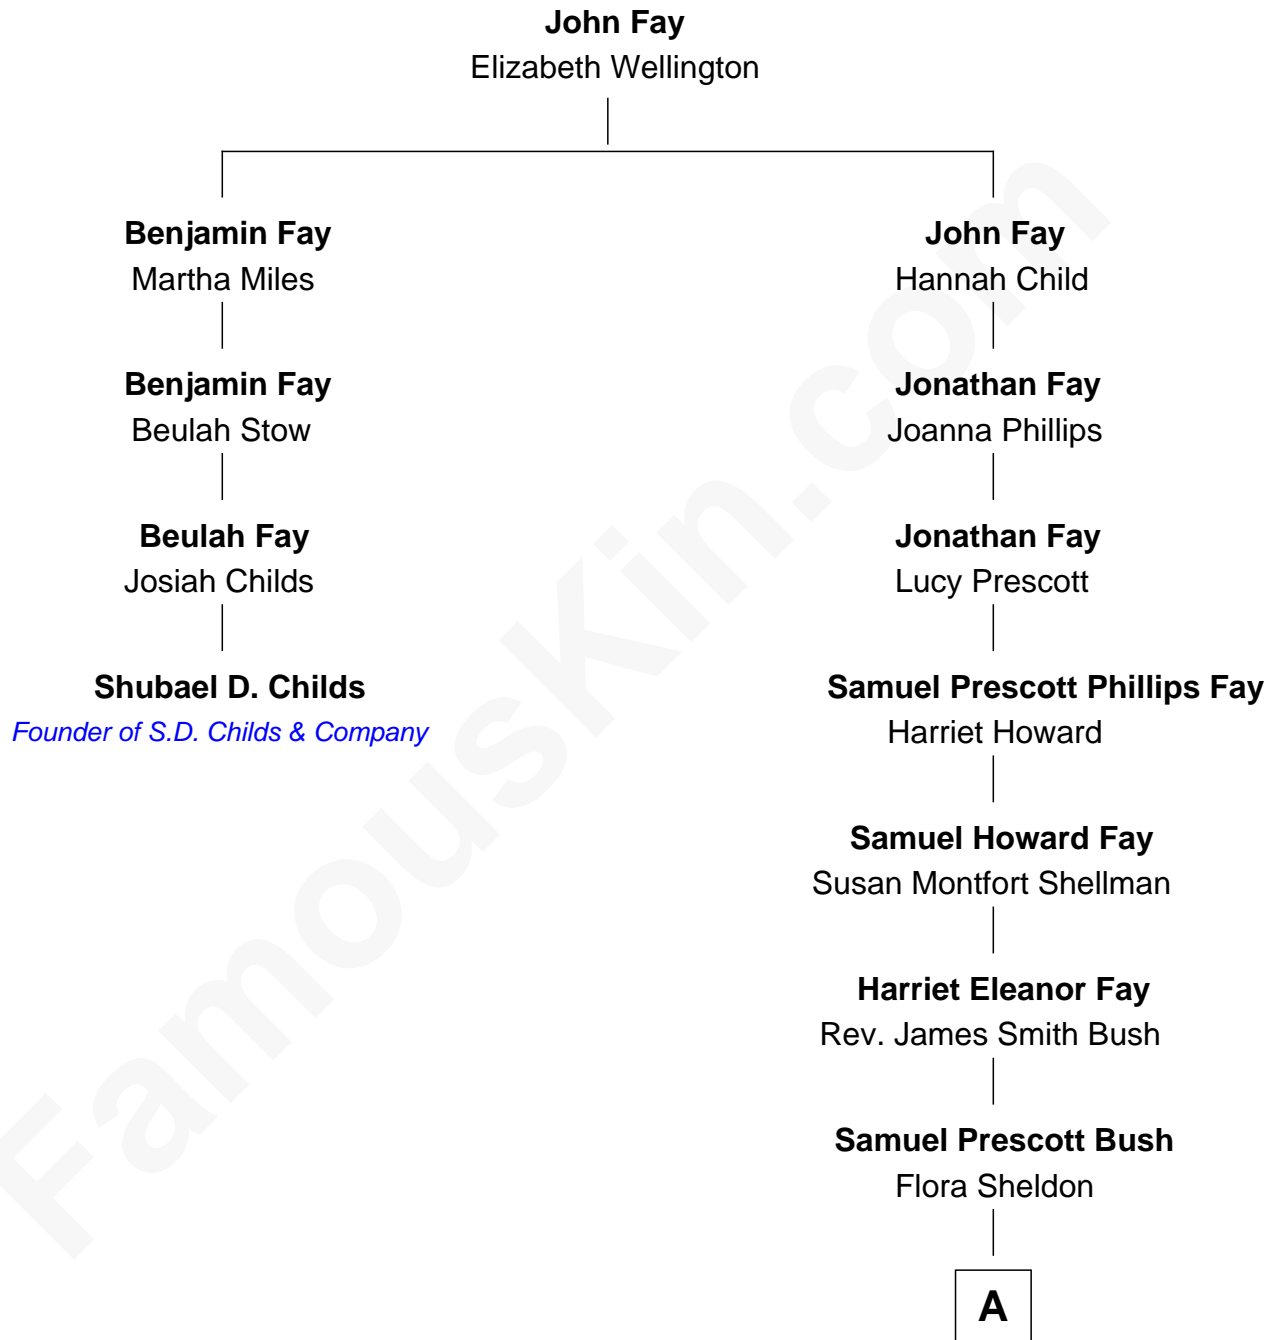 John Fay
Elizabeth Wellington
Benjamin Fay
Martha Miles
John Fay
Hannah Child
Benjamin Fay
Beulah Stow
Jonathan Fay
Joanna Phillips
Beulah Fay
Josiah Childs
Jonathan Fay
Lucy Prescott
Shubael D. Childs
Founder of S.D. Childs & Company
Samuel Prescott Phillips Fay
Harriet Howard
Samuel Howard Fay
Susan Montfort Shellman
Harriet Eleanor Fay
Rev. James Smith Bush
Samuel Prescott Bush
Flora Sheldon
A
FamousKin.com